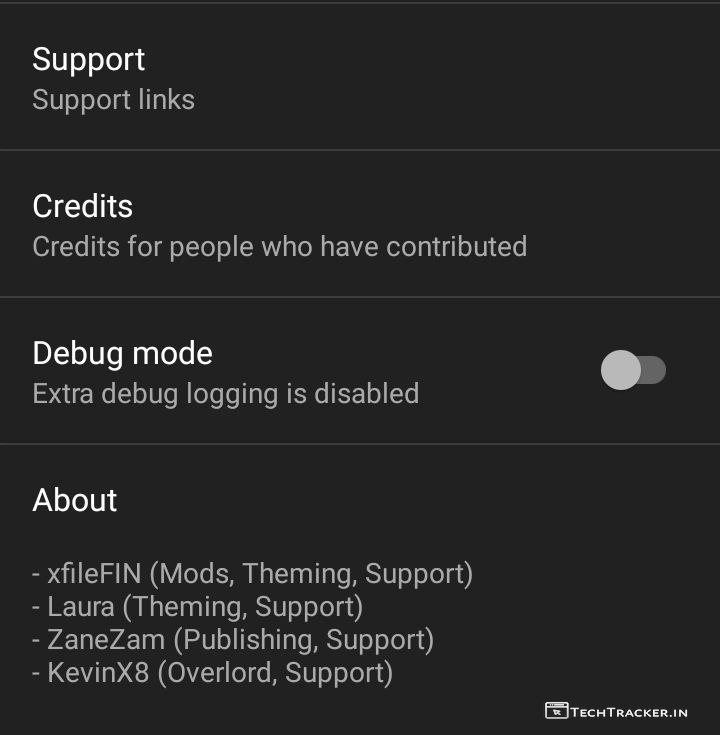 Support
Support links
Credits
Credits for people who have contributed
Debug mode
Extra debug logging is disabled
About
- xfileFIN (Mods, Theming, Support)
- Laura (Theming, Support)
- ZaneZam (Publishing, Support)
- KevinX8 (Overlord, Support)
TECHTRACKER.IN